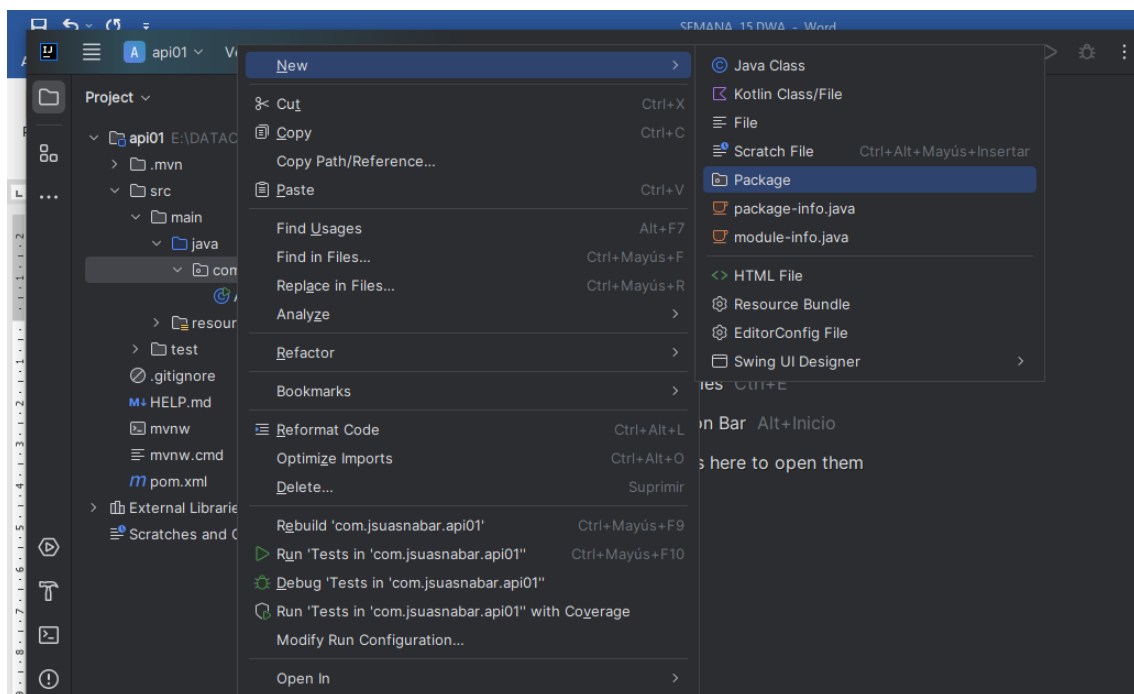 SEMANA_15 DWA - Word
IJ
A api01
Project
api01 E:\DATAC
.mvn
src
main
java
com
resour
test
.gitignore
M↓ HELP.md
mvnw
mvnw.cmd
m pom.xml
External Librarie
Scratches and
New
Cut Ctrl+X
Copy Ctrl+C
Copy Path/Reference...
Paste Ctrl+V
Find Usages Alt+F7
Find in Files... Ctrl+Mayús+F
Replace in Files... Ctrl+Mayús+R
Analyze
Refactor
Bookmarks
Reformat Code Ctrl+Alt+L
Optimize Imports Ctrl+Alt+O
Delete... Suprimir
Rebuild 'com.jsuasnabar.api01' Ctrl+Mayús+F9
Run 'Tests in 'com.jsuasnabar.api01'' Ctrl+Mayús+F10
Debug 'Tests in 'com.jsuasnabar.api01''
Run 'Tests in 'com.jsuasnabar.api01'' with Coverage
Modify Run Configuration...
Open In
Java Class
Kotlin Class/File
File
Scratch File Ctrl+Alt+Mayús+Insertar
Package
package-info.java
module-info.java
HTML File
Resource Bundle
EditorConfig File
Swing UI Designer
Ctrl+E
on Bar Alt+Inicio
s here to open them